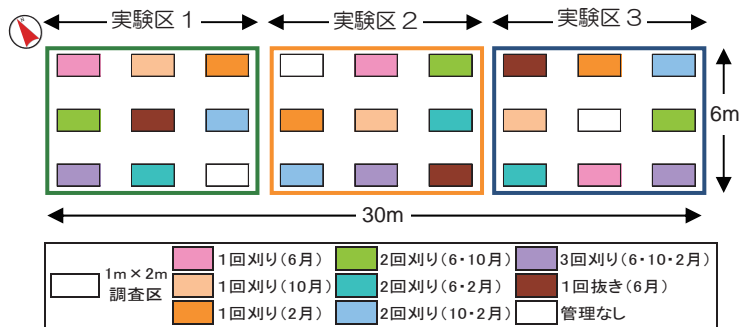 実験区1 実験区2 実験区3
6m
30m
1m×2m
調査区
1回刈り(6月) 2回刈り(6・10月) 3回刈り(6・10・2月)
1回刈り(10月) 2回刈り(6・2月) 1回抜き(6月)
1回刈り(2月) 2回刈り(10・2月) 管理なし